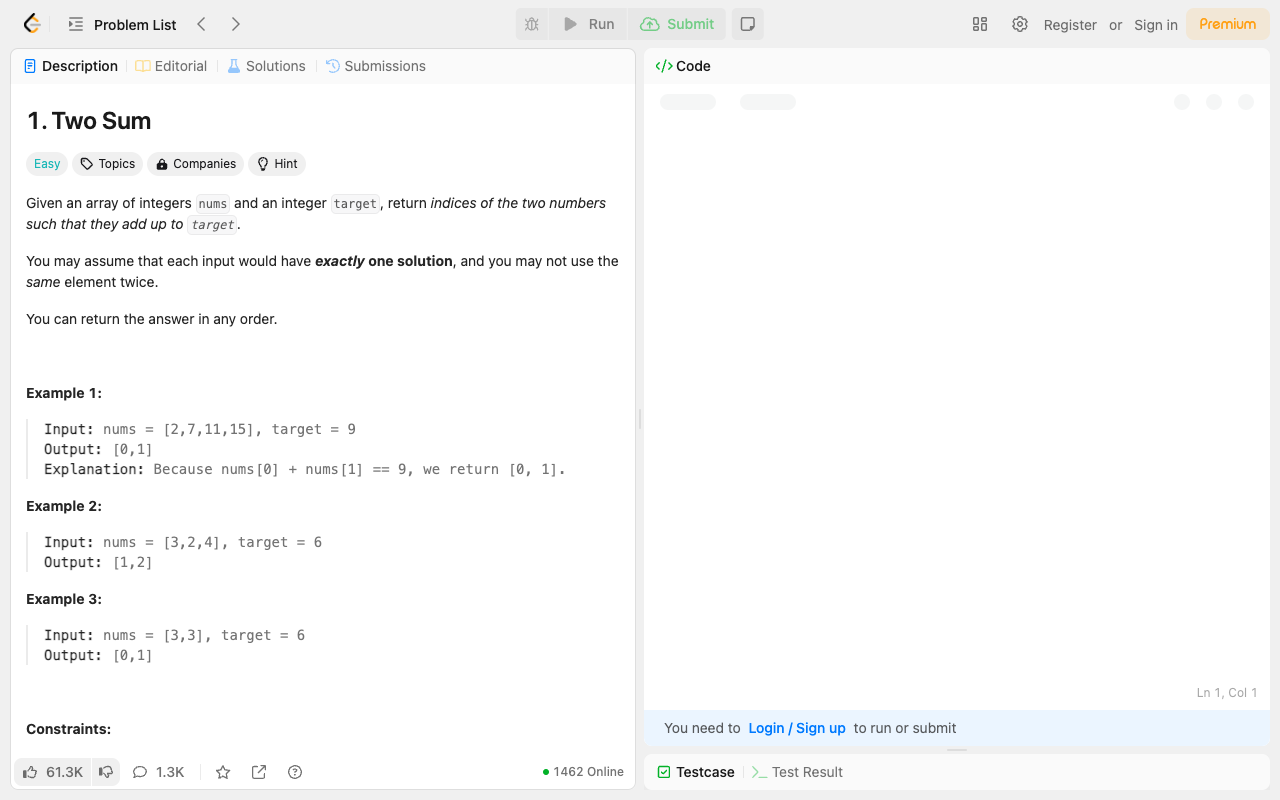 Problem List
Run
Submit
Register or Sign in
Premium
Description
Editorial
Solutions
Submissions
1. Two Sum
Easy
Topics
Companies
Hint
Given an array of integers nums and an integer target, return indices of the two numbers
such that they add up to target.
You may assume that each input would have exactly one solution, and you may not use the
same element twice.
You can return the answer in any order.
Example 1:
Input: nums = [2,7,11,15], target = 9
Output: [0,1]
Explanation: Because nums[0] + nums[1] == 9, we return [0, 1].
Example 2:
Input: nums = [3,2,4], target = 6
Output: [1,2]
Example 3:
Input: nums = [3,3], target = 6
Output: [0,1]
Constraints:
61.3K
1.3K
1462 Online
Code
Ln 1, Col 1
You need to Login / Sign up to run or submit
Testcase
Test Result